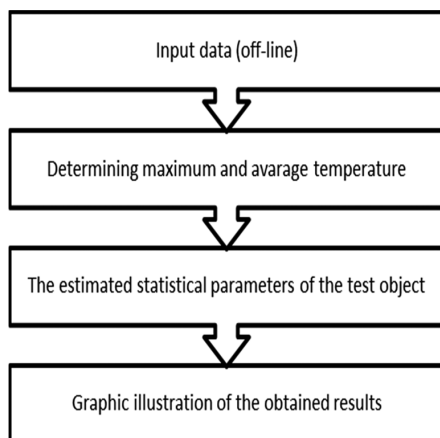 Input data (off-line)
Determining maximum and avarage temperature
The estimated statistical parameters of the test object
Graphic illustration of the obtained results